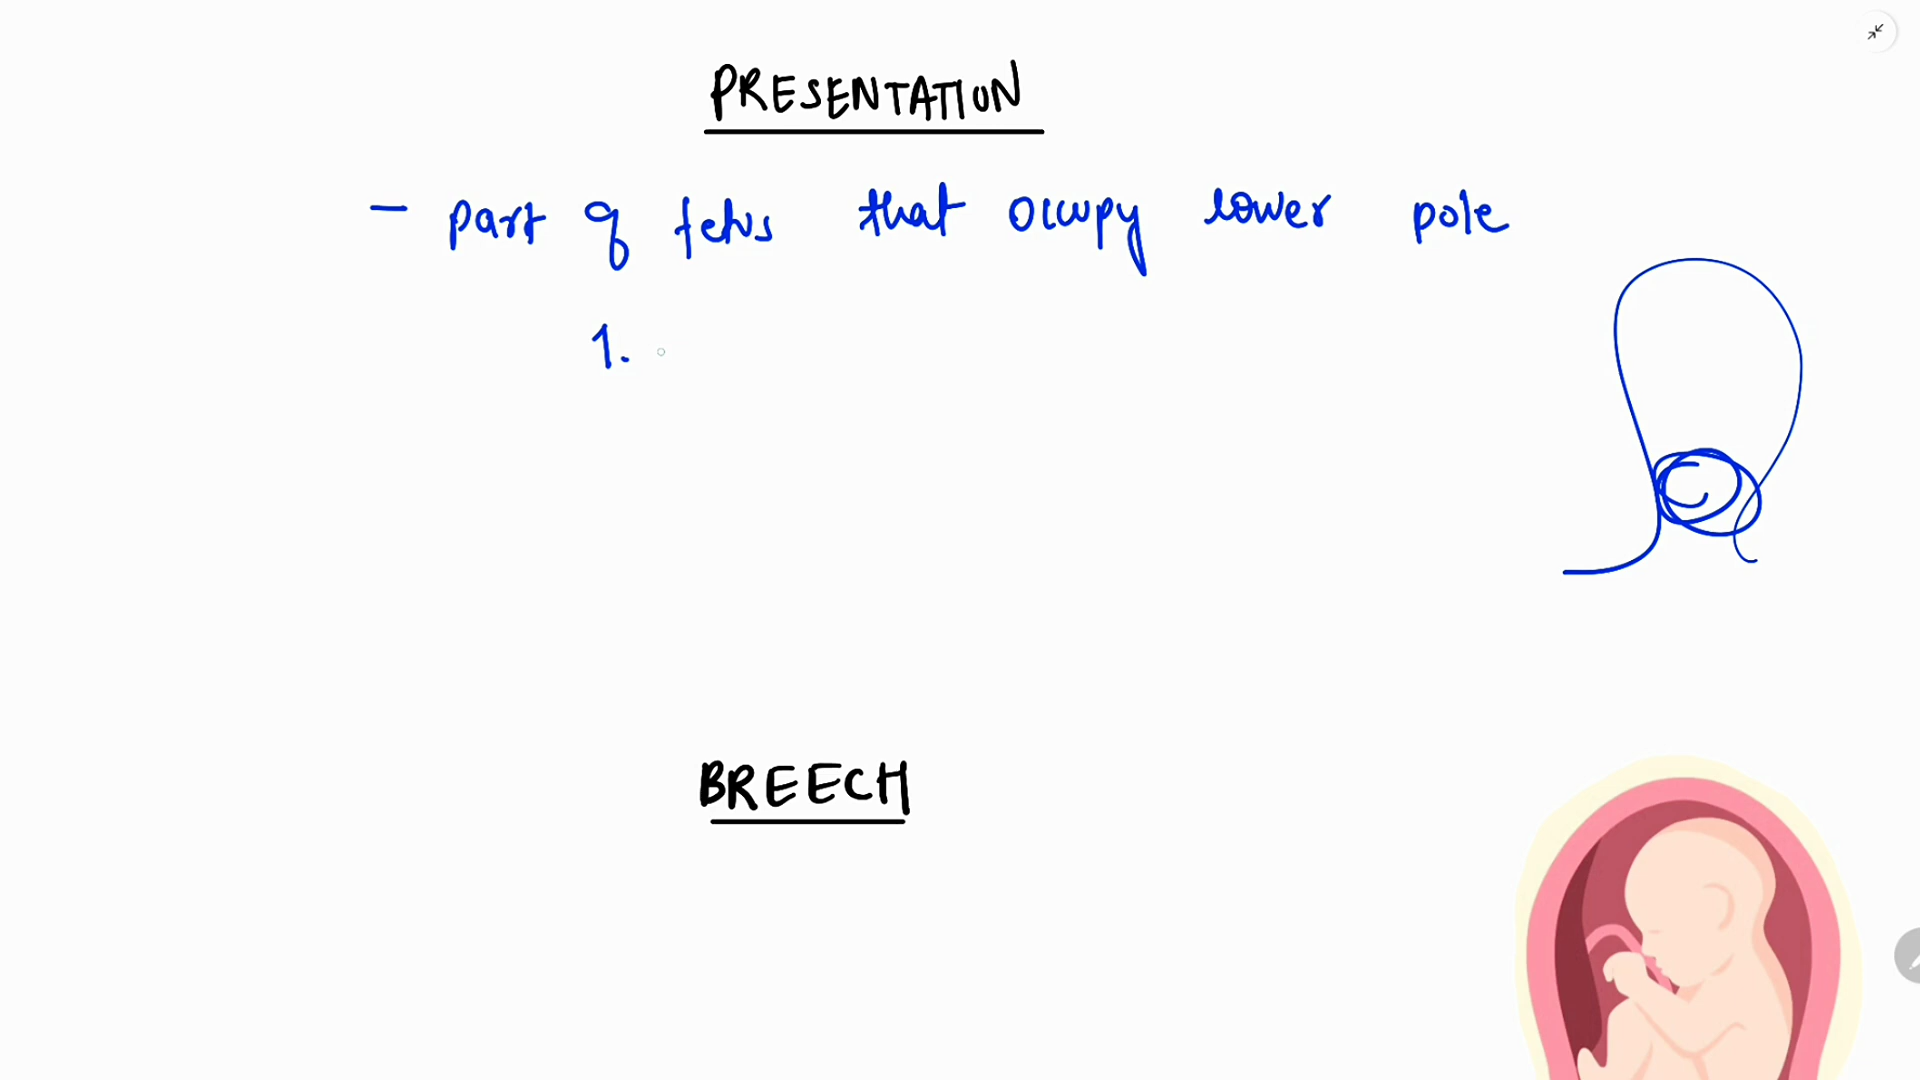 PRESENTATION
- part of fetus that occupy lower pole
1.
BREECH